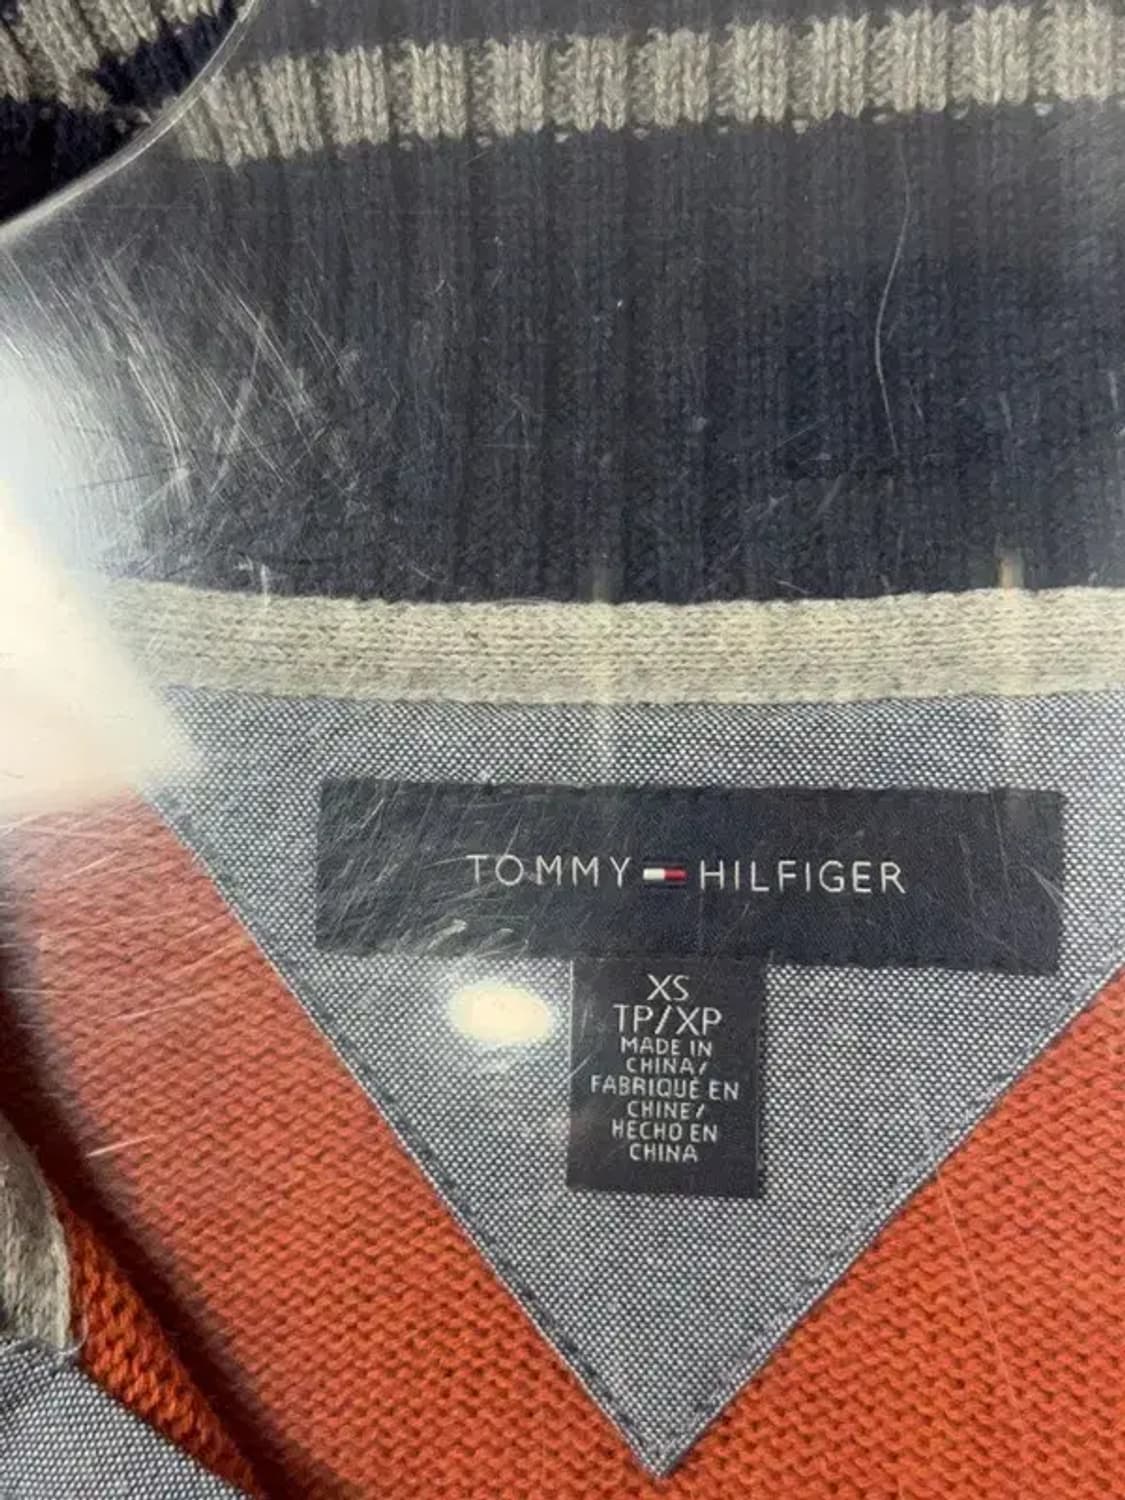 TOMMY HILFIGER
XS
TP/XP
MADE IN
CHINA/
FABRIQUÉ EN
CHINE/
HECHO EN
CHINA